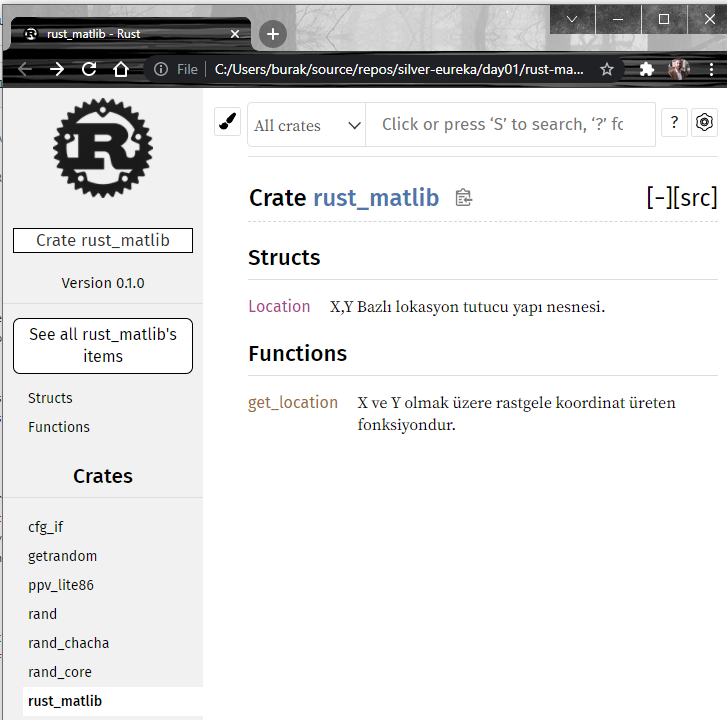 rust_matlib - Rust
File
C:/Users/burak/source/repos/silver-eureka/day01/rust-ma...
R
Crate rust_matlib
Version 0.1.0
See all rust_matlib's
items
Structs
Functions
Crates
cfg_if
getrandom
ppv_lite86
rand
rand_chacha
rand_core
rust_matlib
All crates
Click or press ‘S’ to search, ‘?’ fo
?
Crate rust_matlib
[-][src]
Structs
Location X,Y Bazlı lokasyon tutucu yapı nesnesi.
Functions
get_location X ve Y olmak üzere rastgele koordinat üreten
fonksiyondur.